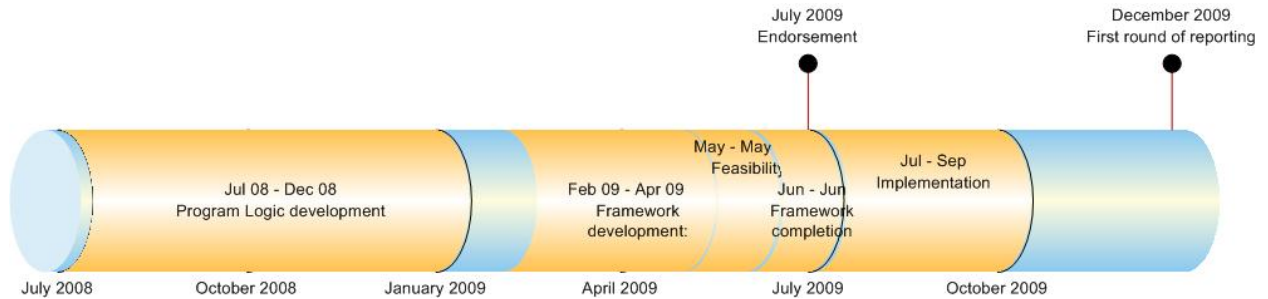 July 2009
Endorsement
December 2009
First round of reporting
Jul 08 - Dec 08
Program Logic development
Feb 09 - Apr 09
Framework
development:
May - May
Feasibility
Jun - Jun
Framework
completion
Jul - Sep
Implementation
July 2008
October 2008
January 2009
April 2009
July 2009
October 2009